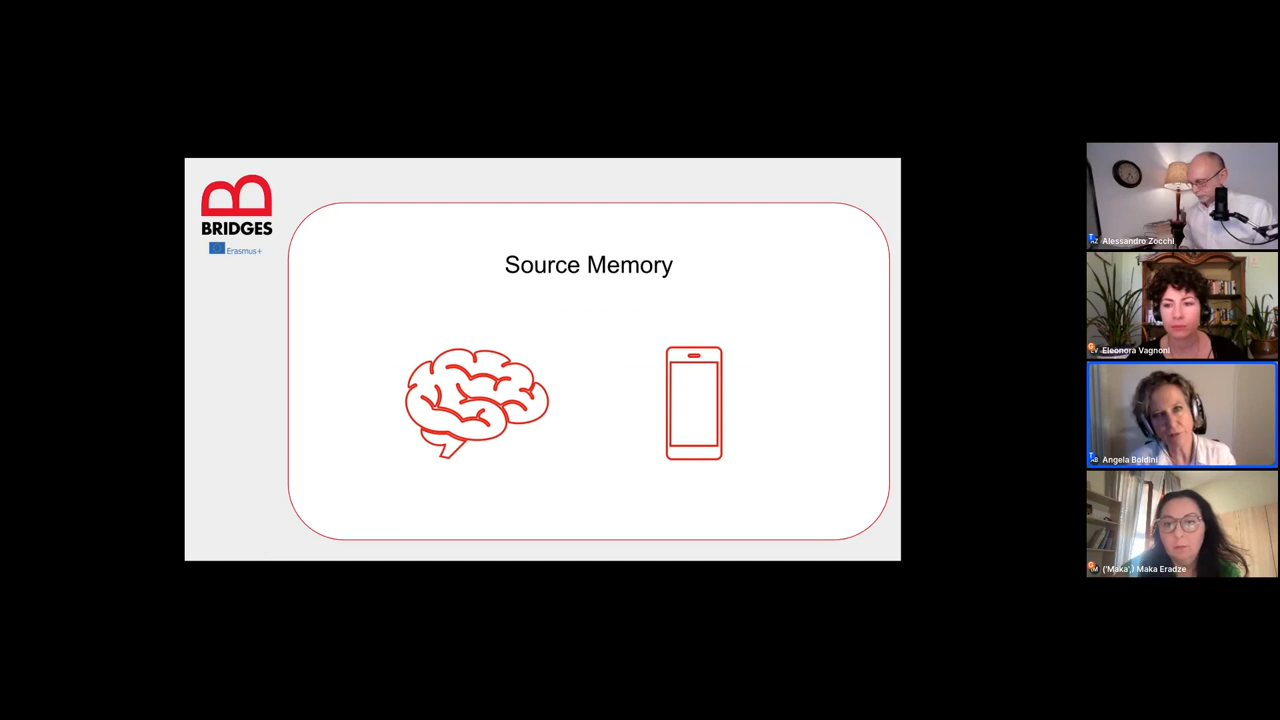 BRIDGES
Erasmus+
Source Memory
Alessandro Zocchi
Eleonora Vagnoni
Angela Boldini
('Maka',) Maka Eradze